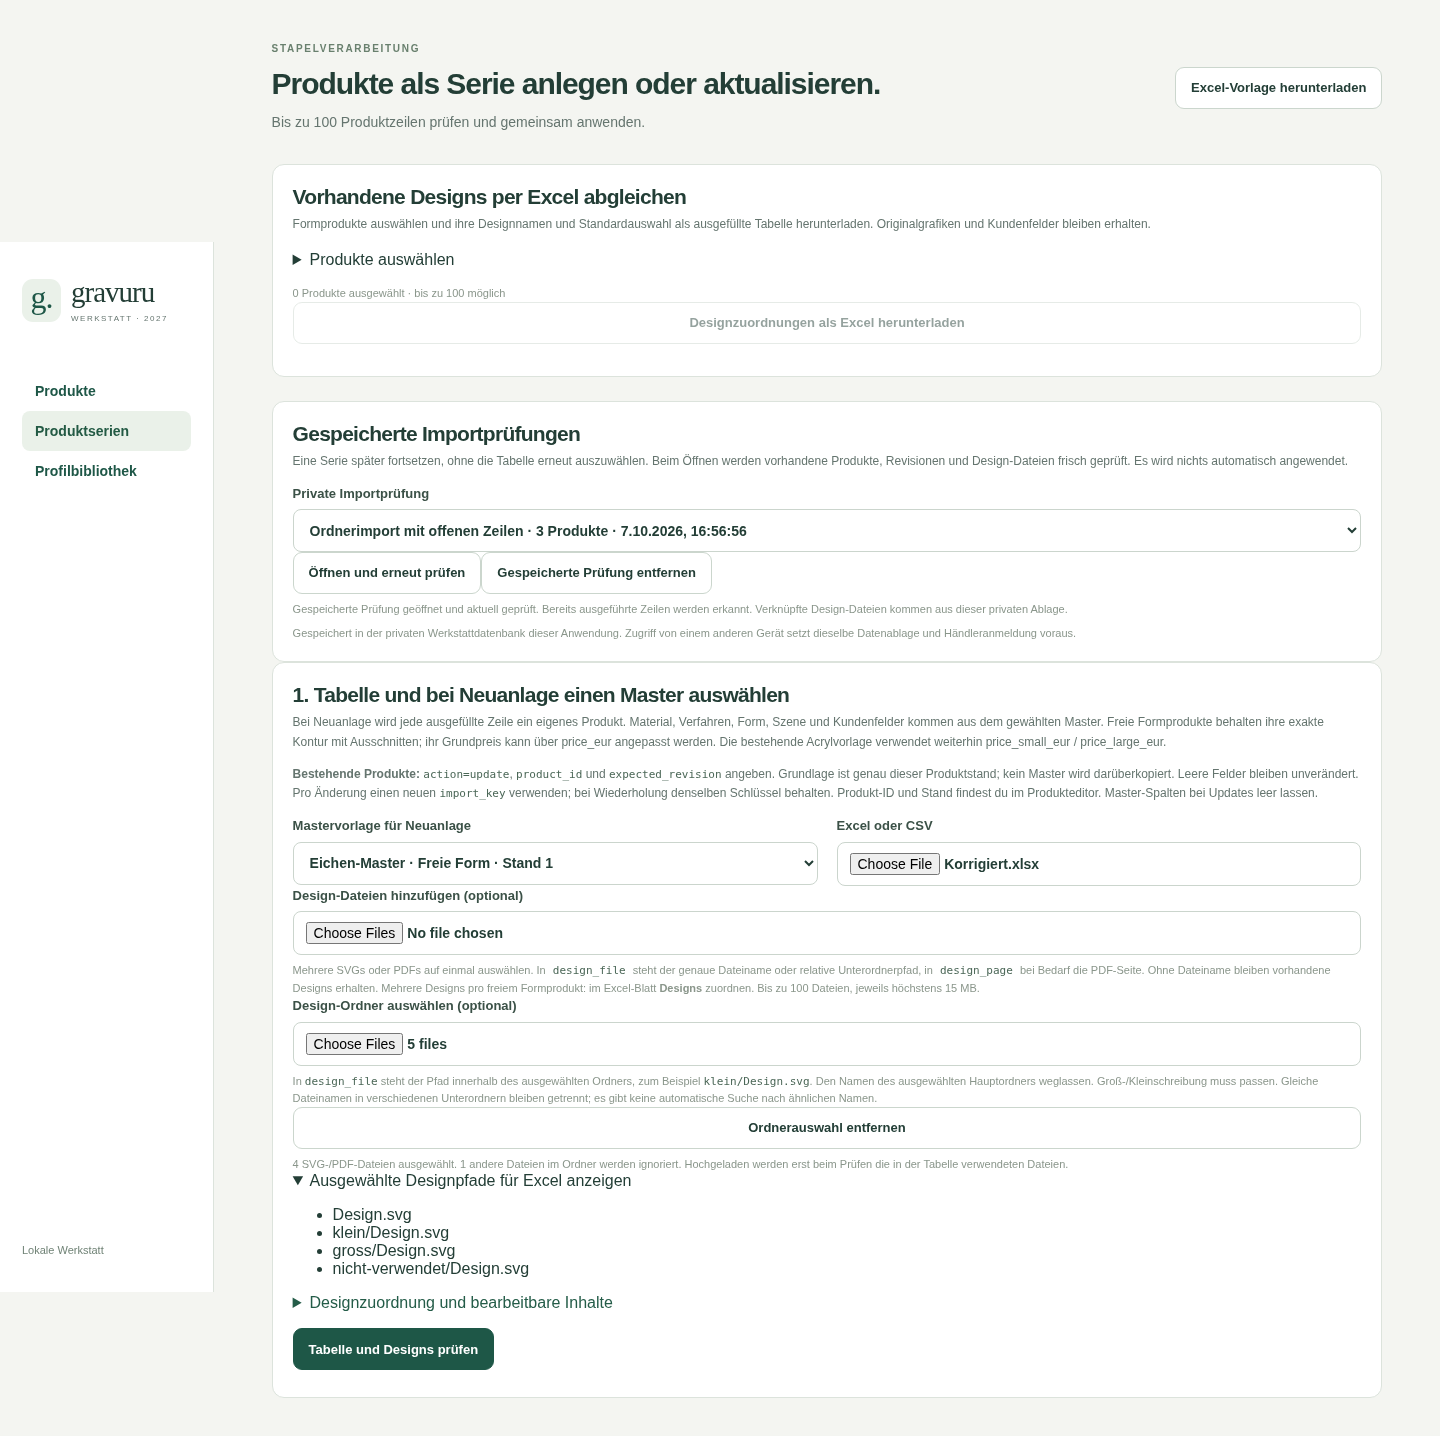 STAPELVERARBEITUNG
Produkte als Serie anlegen oder aktualisieren.
Excel-Vorlage herunterladen
Bis zu 100 Produktzeilen prüfen und gemeinsam anwenden.
Vorhandene Designs per Excel abgleichen
Formprodukte auswählen und ihre Designnamen und Standardauswahl als ausgefüllte Tabelle herunterladen. Originalgrafiken und Kundenfelder bleiben erhalten.
Produkte auswählen
0 Produkte ausgewählt · bis zu 100 möglich
Designzuordnungen als Excel herunterladen
g. gravuru
WERKSTATT · 2027
Produkte
Produktserien
Profilbibliothek
Lokale Werkstatt
Gespeicherte Importprüfungen
Eine Serie später fortsetzen, ohne die Tabelle erneut auszuwählen. Beim Öffnen werden vorhandene Produkte, Revisionen und Design-Dateien frisch geprüft. Es wird nichts automatisch angewendet.
Private Importprüfung
Ordnerimport mit offenen Zeilen · 3 Produkte · 7.10.2026, 16:56:56
Öffnen und erneut prüfen
Gespeicherte Prüfung entfernen
Gespeicherte Prüfung geöffnet und aktuell geprüft. Bereits ausgeführte Zeilen werden erkannt. Verknüpfte Design-Dateien kommen aus dieser privaten Ablage.
Gespeichert in der privaten Werkstattdatenbank dieser Anwendung. Zugriff von einem anderen Gerät setzt dieselbe Datenablage und Händleranmeldung voraus.
1. Tabelle und bei Neuanlage einen Master auswählen
Bei Neuanlage wird jede ausgefüllte Zeile ein eigenes Produkt. Material, Verfahren, Form, Szene und Kundenfelder kommen aus dem gewählten Master. Freie Formprodukte behalten ihre exakte
Kontur mit Ausschnitten; ihr Grundpreis kann über price_eur angepasst werden. Die bestehende Acrylvorlage verwendet weiterhin price_small_eur / price_large_eur.
Bestehende Produkte: action=update, product_id und expected_revision angeben. Grundlage ist genau dieser Produktstand; kein Master wird darüberkopiert. Leere Felder bleiben unverändert.
Pro Änderung einen neuen import_key verwenden; bei Wiederholung denselben Schlüssel behalten. Produkt-ID und Stand findest du im Produkteditor. Master-Spalten bei Updates leer lassen.
Mastervorlage für Neuanlage
Eichen-Master · Freie Form · Stand 1
Excel oder CSV
Choose File Korrigiert.xlsx
Design-Dateien hinzufügen (optional)
Choose Files No file chosen
Mehrere SVGs oder PDFs auf einmal auswählen. In design_file steht der genaue Dateiname oder relative Unterordnerpfad, in design_page bei Bedarf die PDF-Seite. Ohne Dateiname bleiben vorhandene
Designs erhalten. Mehrere Designs pro freiem Formprodukt: im Excel-Blatt Designs zuordnen. Bis zu 100 Dateien, jeweils höchstens 15 MB.
Design-Ordner auswählen (optional)
Choose Files 5 files
In design_file steht der Pfad innerhalb des ausgewählten Ordners, zum Beispiel klein/Design.svg. Den Namen des ausgewählten Hauptordners weglassen. Groß-/Kleinschreibung muss passen. Gleiche
Dateinamen in verschiedenen Unterordnern bleiben getrennt; es gibt keine automatische Suche nach ähnlichen Namen.
Ordnerauswahl entfernen
4 SVG-/PDF-Dateien ausgewählt. 1 andere Dateien im Ordner werden ignoriert. Hochgeladen werden erst beim Prüfen die in der Tabelle verwendeten Dateien.
Ausgewählte Designpfade für Excel anzeigen
Design.svg
klein/Design.svg
gross/Design.svg
nicht-verwendet/Design.svg
Designzuordnung und bearbeitbare Inhalte
Tabelle und Designs prüfen